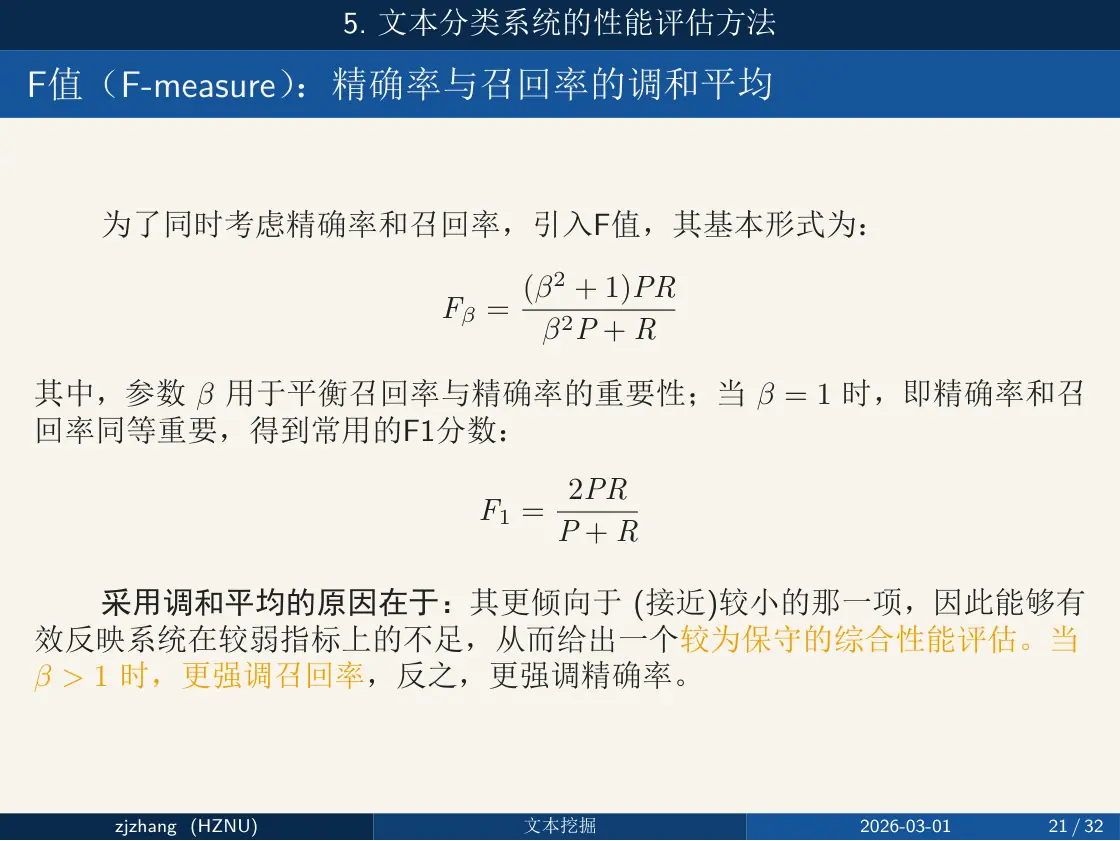 5. 文本分类系统的性能评估方法
F值（F-measure）：精确率与召回率的调和平均
为了同时考虑精确率和召回率，引入F值，其基本形式为：
F_β = (β² + 1)PR / (β²P + R)
其中，参数 β 用于平衡召回率与精确率的重要性；当 β = 1 时，即精确率和召
回率同等重要，得到常用的F1分数：
F₁ = 2PR / (P + R)
采用调和平均的原因在于：其更倾向于 (接近)较小的那一项，因此能够有
效反映系统在较弱指标上的不足，从而给出一个较为保守的综合性能评估。当
β > 1 时，更强调召回率，反之，更强调精确率。
zjzhang (HZNU) 文本挖掘 2026-03-01 21 / 32